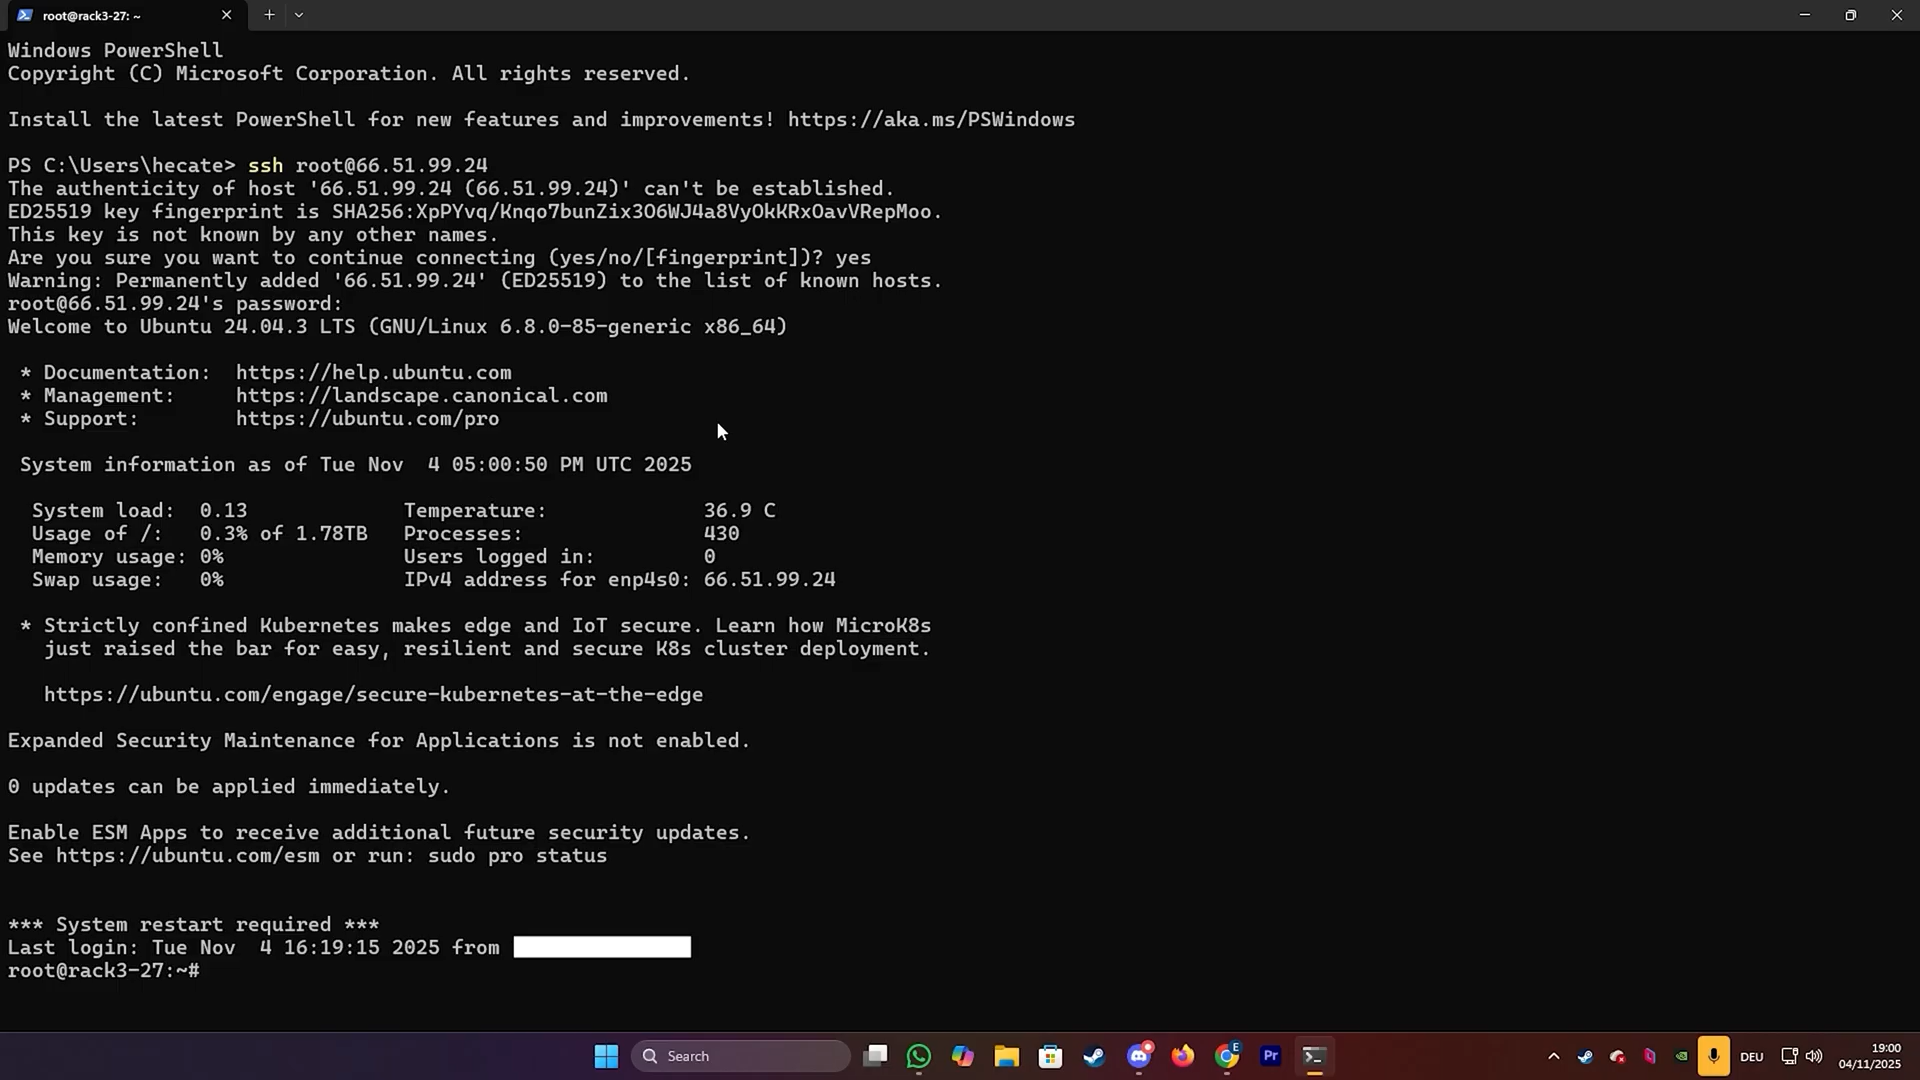 root@rack3-27: ~
Windows PowerShell
Copyright (C) Microsoft Corporation. All rights reserved.
Install the latest PowerShell for new features and improvements! https://aka.ms/PSWindows
PS C:\Users\hecate> ssh root@66.51.99.24
The authenticity of host '66.51.99.24 (66.51.99.24)' can't be established.
ED25519 key fingerprint is SHA256:XpPYvq/Knqo7bunZix3O6WJ4a8VyOkKRxOavVRepMoo.
This key is not known by any other names.
Are you sure you want to continue connecting (yes/no/[fingerprint])? yes
Warning: Permanently added '66.51.99.24' (ED25519) to the list of known hosts.
root@66.51.99.24's password:
Welcome to Ubuntu 24.04.3 LTS (GNU/Linux 6.8.0-85-generic x86_64)
* Documentation:  https://help.ubuntu.com
* Management:     https://landscape.canonical.com
* Support:        https://ubuntu.com/pro
System information as of Tue Nov  4 05:00:50 PM UTC 2025
System load:  0.13             Temperature:             36.9 C
Usage of /:   0.3% of 1.78TB   Processes:               430
Memory usage: 0%               Users logged in:         0
Swap usage:   0%               IPv4 address for enp4s0: 66.51.99.24
* Strictly confined Kubernetes makes edge and IoT secure. Learn how MicroK8s
just raised the bar for easy, resilient and secure K8s cluster deployment.
https://ubuntu.com/engage/secure-kubernetes-at-the-edge
Expanded Security Maintenance for Applications is not enabled.
0 updates can be applied immediately.
Enable ESM Apps to receive additional future security updates.
See https://ubuntu.com/esm or run: sudo pro status
*** System restart required ***
Last login: Tue Nov  4 16:19:15 2025 from
root@rack3-27:~#
Search
Pr
DEU
19:00
04/11/2025